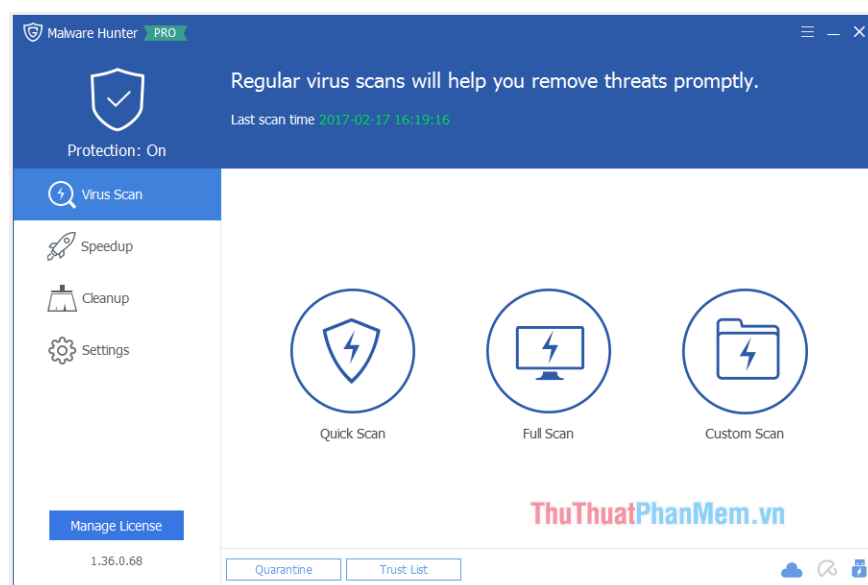 Malware Hunter PRO
Regular virus scans will help you remove threats promptly.
Last scan time 2017-02-17 16:19:16
Protection: On
Virus Scan
Speedup
Cleanup
Settings
Quick Scan
Full Scan
Custom Scan
ThuThuatPhanMem.vn
Manage License
1.36.0.68
Quarantine
Trust List